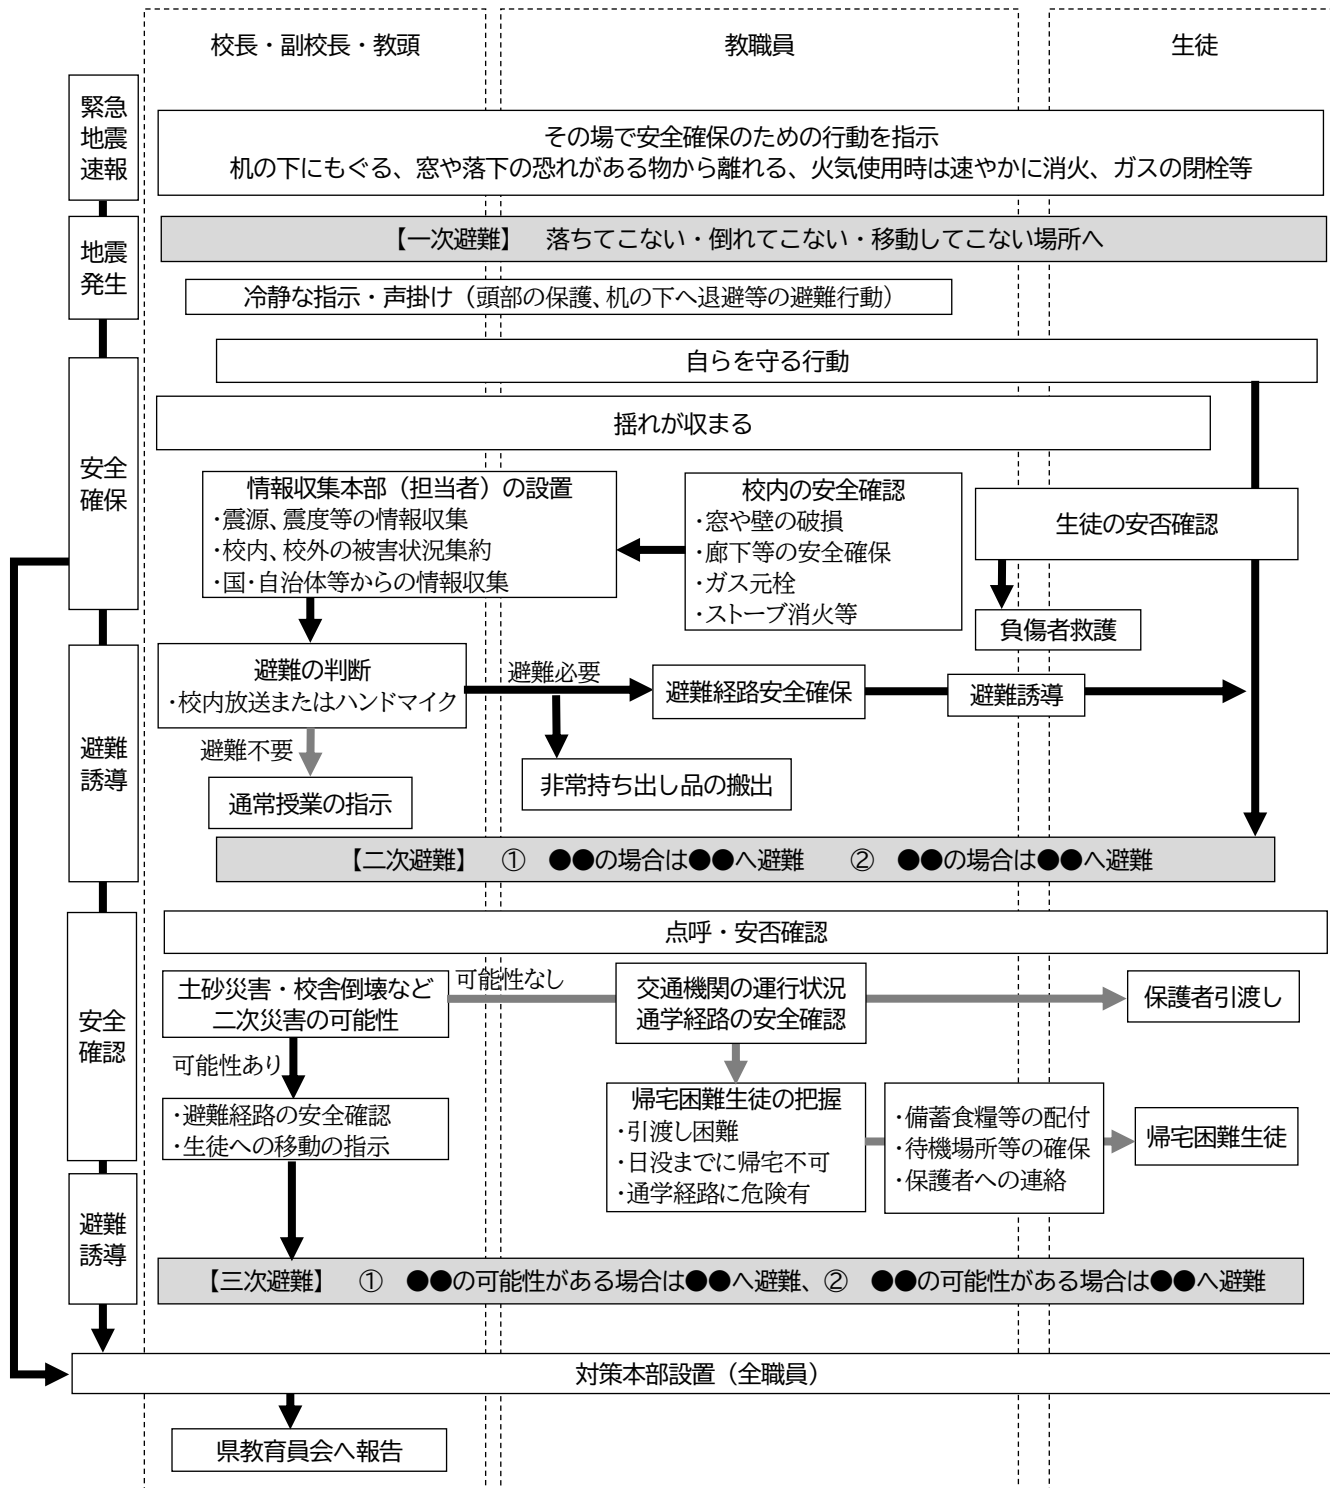 校長・副校長・教頭
教職員
生徒
緊急
地震
速報
その場で安全確保のための行動を指示
机の下にもぐる、窓や落下の恐れがある物から離れる、火気使用時は速やかに消火、ガスの閉栓等
地震
発生
【一次避難】 落ちてこない・倒れてこない・移動してこない場所へ
冷静な指示・声掛け（頭部の保護、机の下へ退避等の避難行動）
安全
確保
自らを守る行動
揺れが収まる
情報収集本部（担当者）の設置
・震源、震度等の情報収集
・校内、校外の被害状況集約
・国・自治体等からの情報収集
校内の安全確認
・窓や壁の破損
・廊下等の安全確保
・ガス元栓
・ストーブ消火等
生徒の安否確認
負傷者救護
避難
誘導
避難の判断
・校内放送またはハンドマイク
避難必要
避難経路安全確保
避難誘導
避難不要
通常授業の指示
非常持ち出し品の搬出
【二次避難】 ① ●●の場合は●●へ避難 ② ●●の場合は●●へ避難
安全
確認
点呼・安否確認
土砂災害・校舎倒壊など
二次災害の可能性
可能性なし
交通機関の運行状況
通学経路の安全確認
保護者引渡し
可能性あり
・避難経路の安全確認
・生徒への移動の指示
帰宅困難生徒の把握
・引渡し困難
・日没までに帰宅不可
・通学経路に危険有
・備蓄食糧等の配付
・待機場所等の確保
・保護者への連絡
帰宅困難生徒
避難
誘導
【三次避難】 ① ●●の可能性がある場合は●●へ避難、② ●●の可能性がある場合は●●へ避難
対策本部設置（全職員）
県教育員会へ報告